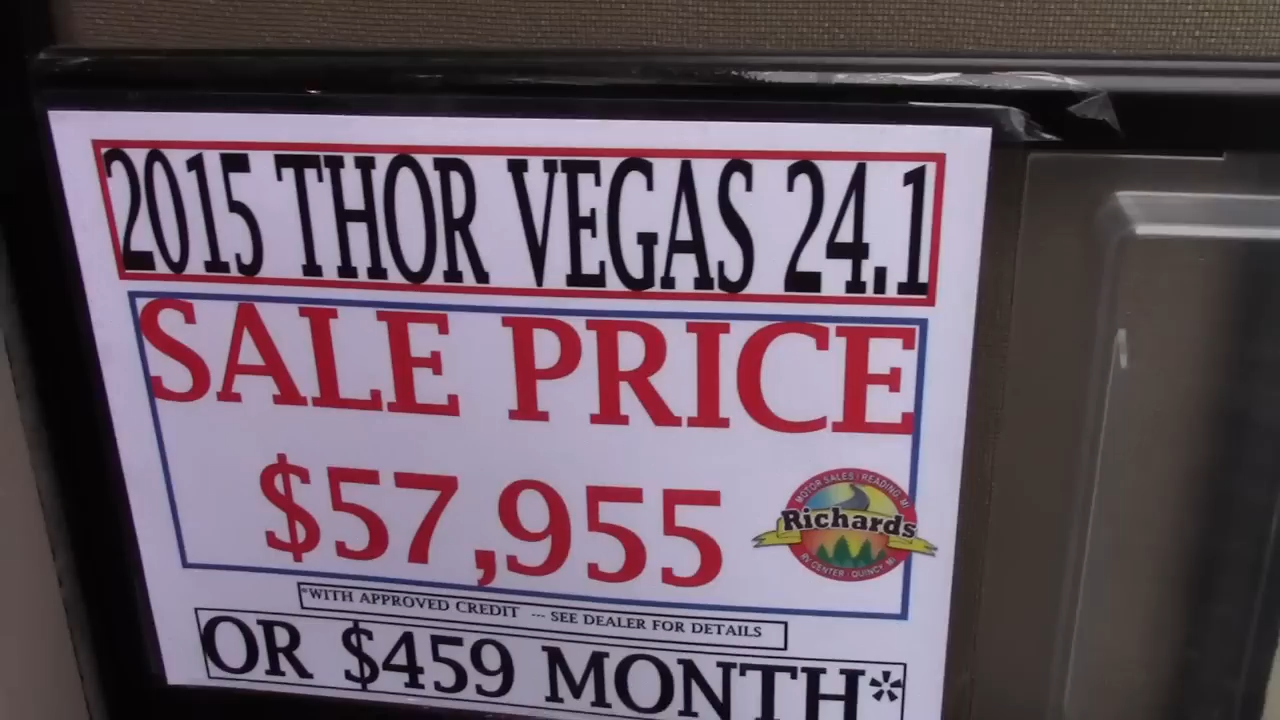 2015 THOR VEGAS 24.1
SALE PRICE
$57,955
MOTOR SALES | READING, MI
Richards
RV CENTER | QUINCY, MI
*WITH APPROVED CREDIT --- SEE DEALER FOR DETAILS
OR $459 MONTH*